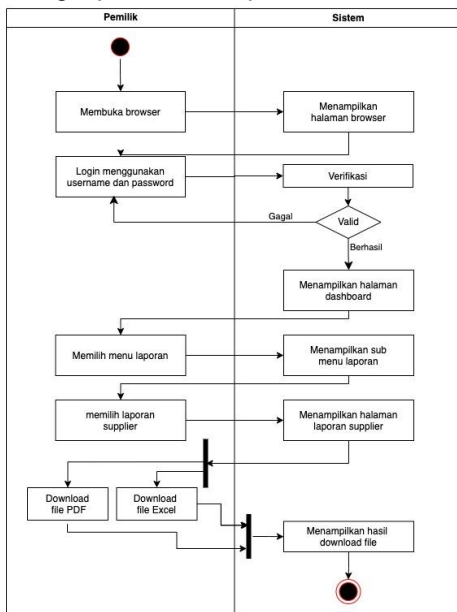 Pemilik
Sistem
Membuka browser
Menampilkan
halaman browser
Login menggunakan
username dan password
Verifikasi
Gagal
Valid
Berhasil
Menampilkan halaman
dashboard
Memilih menu laporan
Menampilkan sub
menu laporan
memilih laporan
supplier
Menampilkan halaman
laporan supplier
Download
file PDF
Download
file Excel
Menampilkan hasil
download file